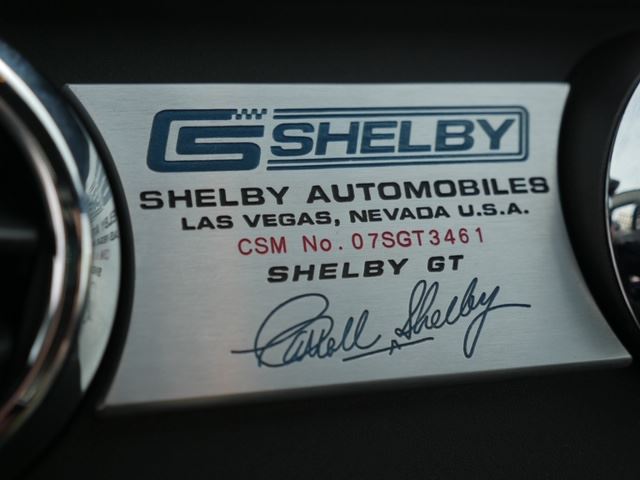 CS SHELBY
SHELBY AUTOMOBILES
LAS VEGAS, NEVADA U.S.A.
CSM No. 07SGT3461
SHELBY GT
Carroll Shelby